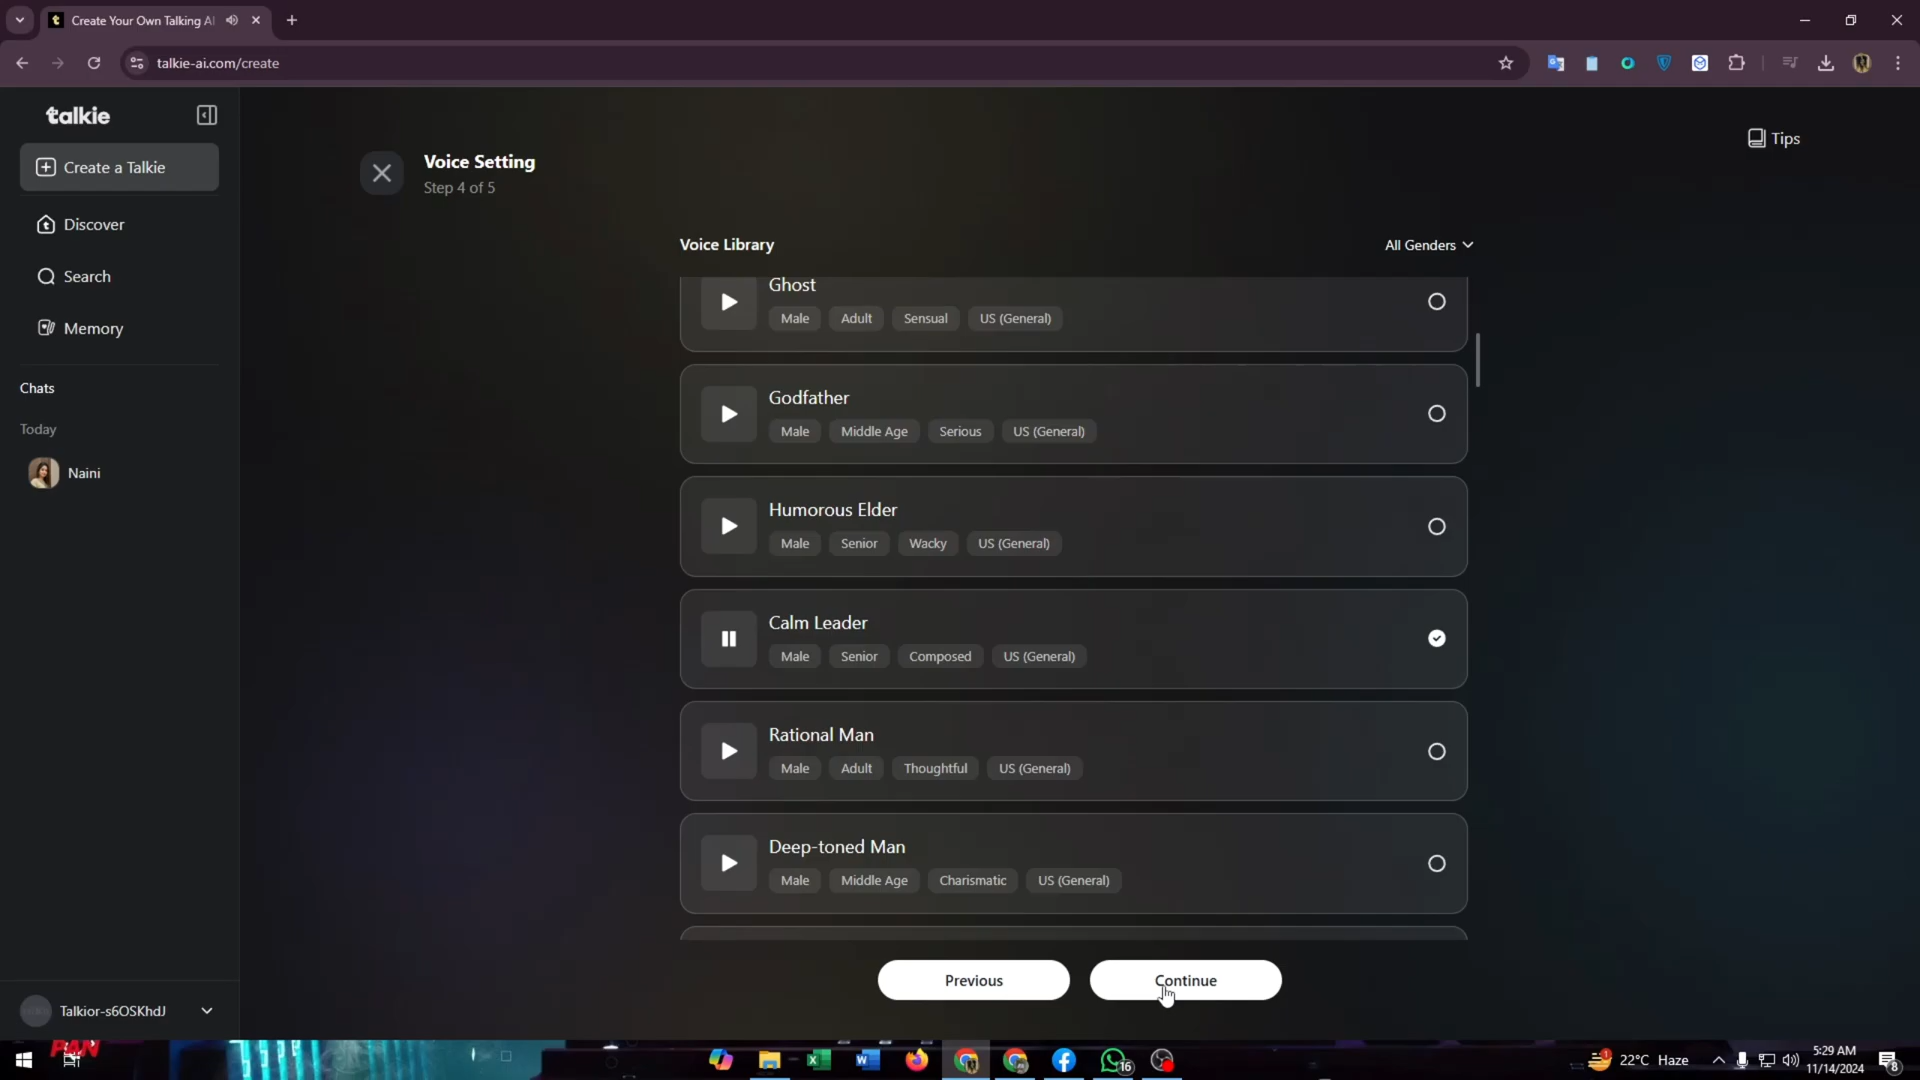 Create Your Own Talking AI
talkie-ai.com/create
talkie
Create a Talkie
Discover
Search
Memory
Chats
Today
Naini
Talkior-s6OSKhdJ
Tips
Voice Setting
Step 4 of 5
Voice Library
All Genders
Ghost
Male Adult Sensual US (General)
Godfather
Male Middle Age Serious US (General)
Humorous Elder
Male Senior Wacky US (General)
Calm Leader
Male Senior Composed US (General)
Rational Man
Male Adult Thoughtful US (General)
Deep-toned Man
Male Middle Age Charismatic US (General)
Previous Continue
PAN
16
1
22°C Haze
5:29 AM
11/14/2024
8